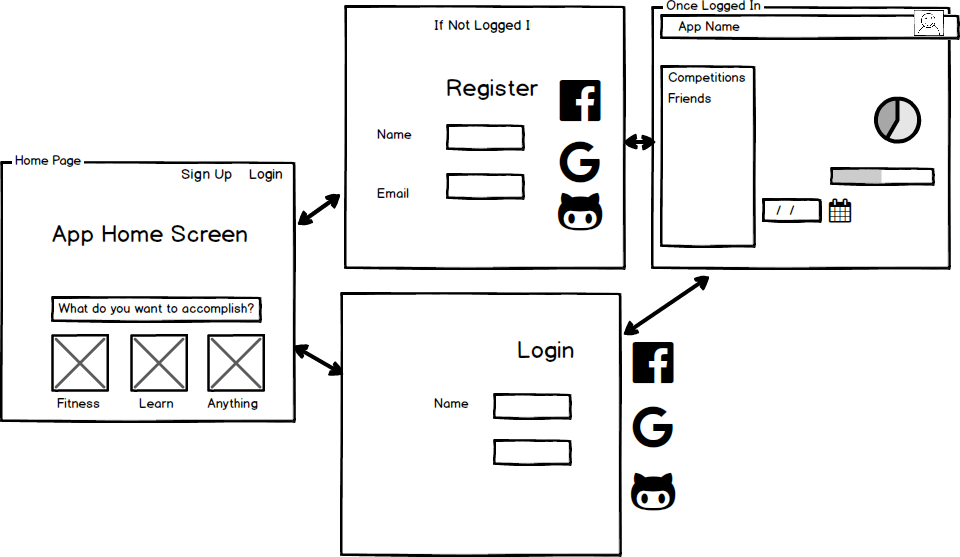 Home Page
Sign Up Login
App Home Screen
What do you want to accomplish?
Fitness Learn Anything
If Not Logged I
Register
Name
Email
Login
Name
Once Logged In
App Name
Competitions
Friends
/ /